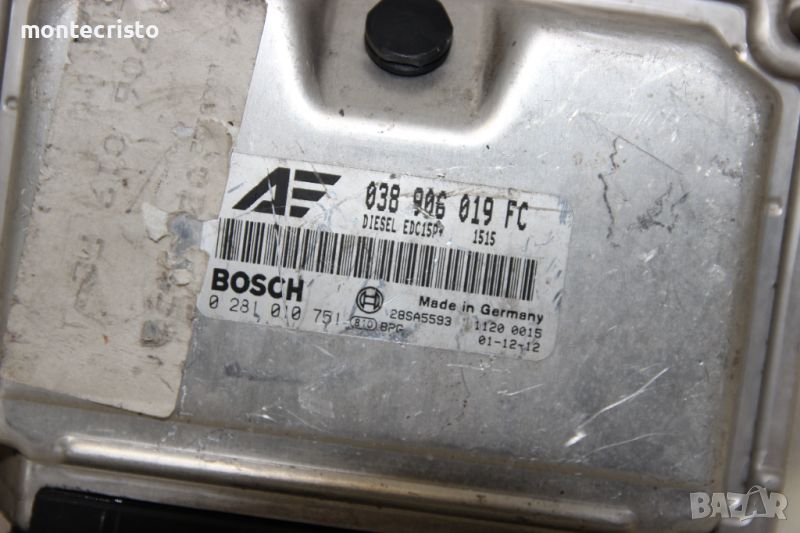 montecristo
038 906 019 FC
DIESEL EDC15P+ 1515
BOSCH
Made in Germany
0 281 010 751
28SA5593
1120 0015
BPG
01-12-12
BAZAR